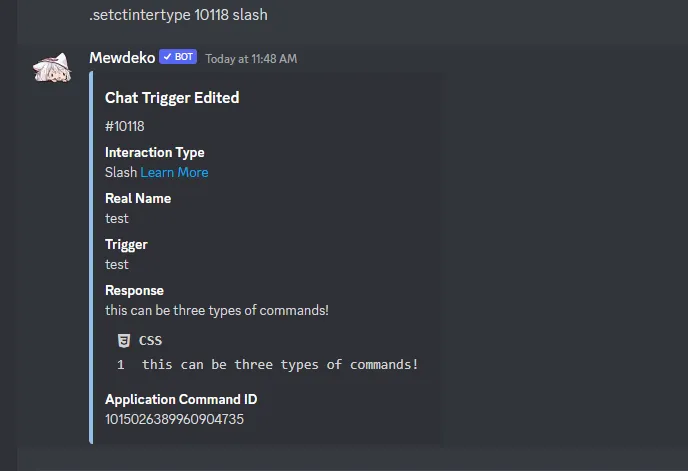 .setctintertype 10118 slash
Mewdeko ✓ BOT Today at 11:48 AM
Chat Trigger Edited
#10118
Interaction Type
Slash Learn More
Real Name
test
Trigger
test
Response
this can be three types of commands!
CSS
1 this can be three types of commands!
Application Command ID
1015026389960904735